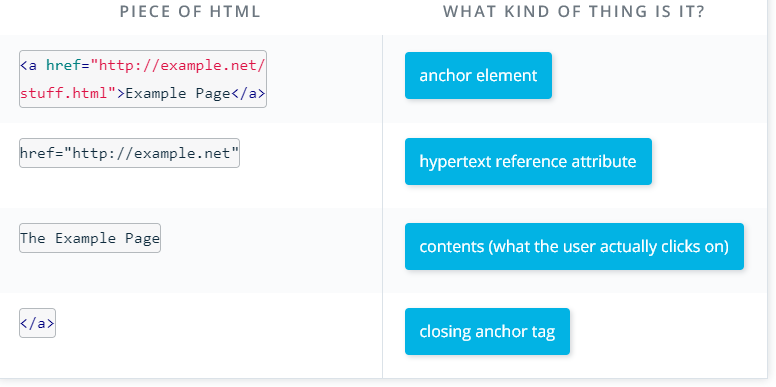 PIECE OF HTML
WHAT KIND OF THING IS IT?
<a href="http://example.net/
stuff.html">Example Page</a>
anchor element
href="http://example.net"
hypertext reference attribute
The Example Page
contents (what the user actually clicks on)
</a>
closing anchor tag